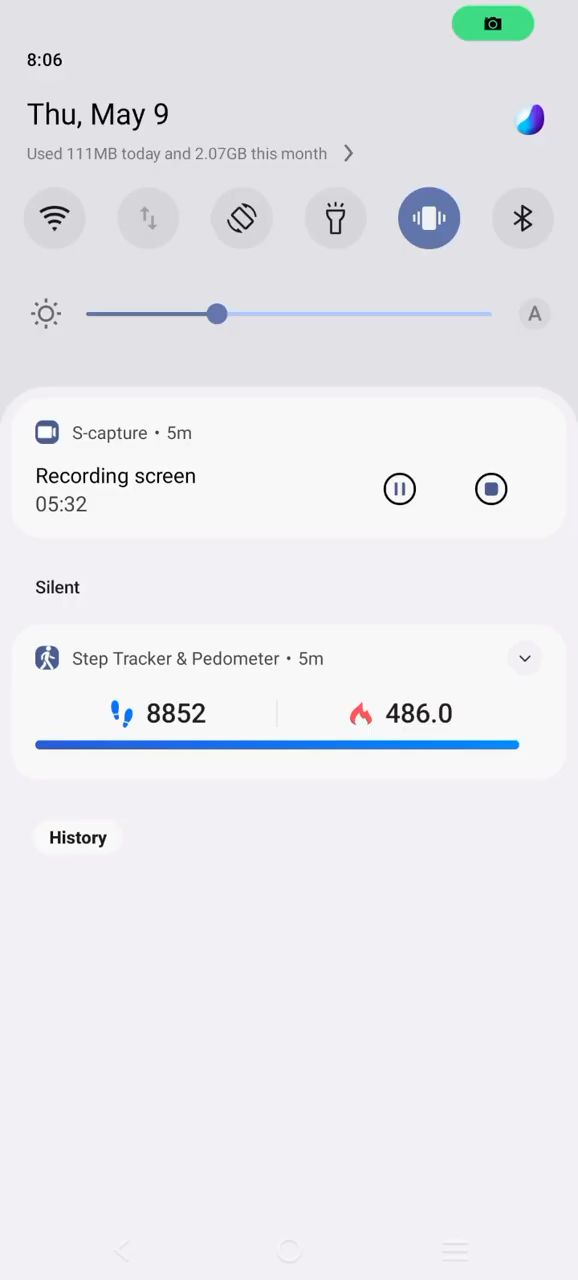 8:06
Thu, May 9
Used 111MB today and 2.07GB this month
A
S-capture • 5m
Recording screen
05:32
Silent
Step Tracker & Pedometer • 5m
8852 486.0
History